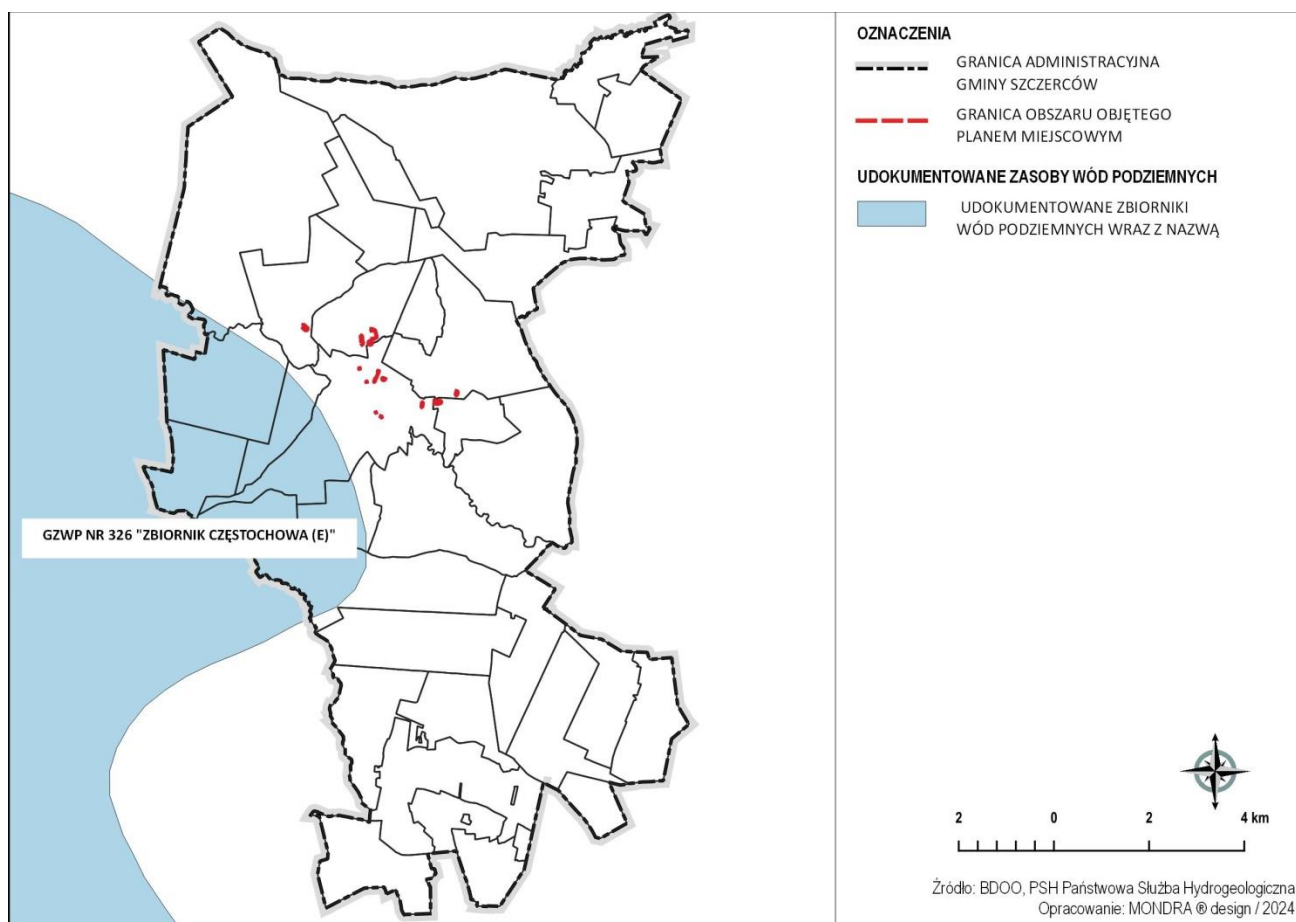 OZNACZENIA
GRANICA ADMINISTRACYJNA
GMINY SZCZERCÓW
GRANICA OBSZARU OBJĘTEGO
PLANEM MIEJSCOWYM
UDOKUMENTOWANE ZASOBY WÓD PODZIEMNYCH
UDOKUMENTOWANE ZBIORNIKI
WÓD PODZIEMNYCH WRAZ Z NAZWĄ
GZWP NR 326 "ZBIORNIK CZĘSTOCHOWA (E)"
2 0 2 4 km
Źródło: BDOO, PSH Państwowa Służba Hydrogeologiczna
Opracowanie: MONDRA ® design / 2024